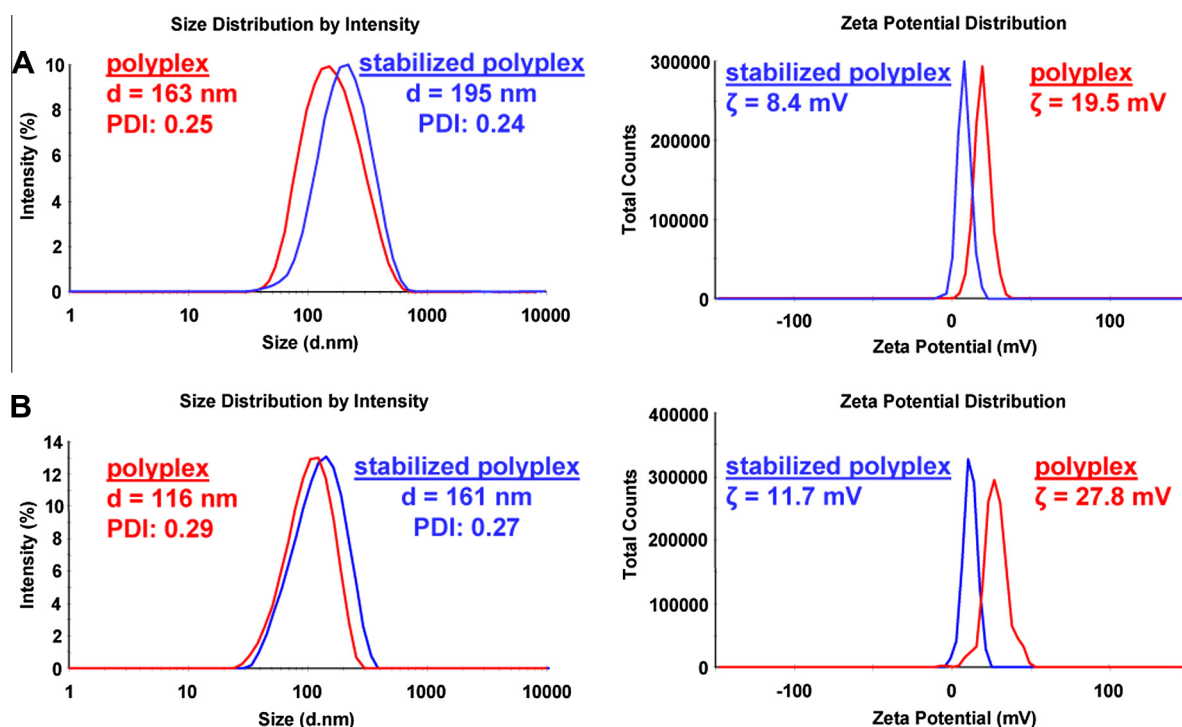 A
Size Distribution by Intensity
polyplex
d = 163 nm
PDI: 0.25
stabilized polyplex
d = 195 nm
PDI: 0.24
Intensity (%)
10
8
6
4
2
0
1 10 100 1000 10000
Size (d.nm)
Zeta Potential Distribution
stabilized polyplex
ζ = 8.4 mV
polyplex
ζ = 19.5 mV
Total Counts
300000
200000
100000
0
-100 0 100
Zeta Potential (mV)
B
Size Distribution by Intensity
polyplex
d = 116 nm
PDI: 0.29
stabilized polyplex
d = 161 nm
PDI: 0.27
Intensity (%)
14
12
10
8
6
4
2
0
1 10 100 1000 10000
Size (d.nm)
Zeta Potential Distribution
stabilized polyplex
ζ = 11.7 mV
polyplex
ζ = 27.8 mV
Total Counts
400000
300000
200000
100000
0
-100 0 100
Zeta Potential (mV)